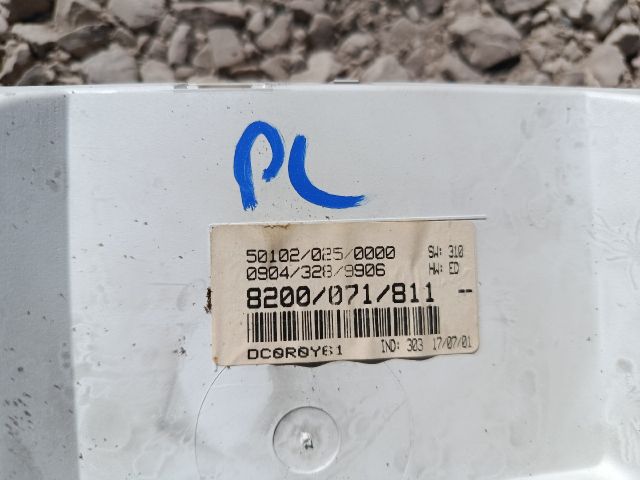 PL
50102/025/0000 SW: 310
0904/328/9906 HW: ED
8200/071/811 --
DC0R0Y61 IND: 303 17/07/01